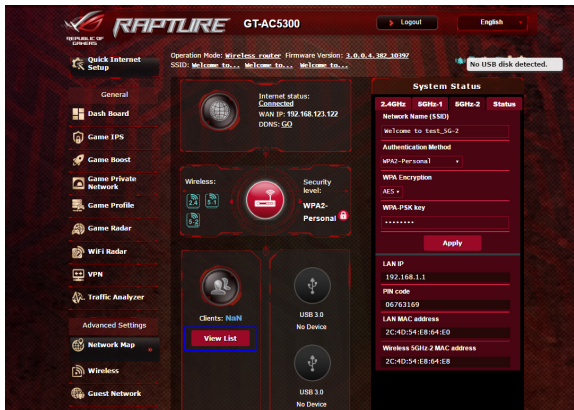 REPUBLIC OF
GAMERS
RAPTURE
GT-AC5300
Logout
English
Quick Internet
Setup
Operation Mode: Wireless router Firmware Version: 3.0.0.4.382_10397
SSID: Welcome to... Welcome to... Welcome to...
No USB disk detected.
General
Dash Board
Game IPS
Game Boost
Game Private
Network
Game Profile
Game Radar
WiFi Radar
VPN
Traffic Analyzer
Advanced Settings
Network Map
Wireless
Guest Network
Internet status:
Connected
WAN IP: 192.168.123.122
DDNS: GO
Wireless:
2.4
5-1
5-2
Security
level:
WPA2-
Personal
Clients: NaN
View List
USB 3.0
No Device
USB 3.0
No Device
System Status
2.4GHz 5GHz-1 5GHz-2 Status
Network Name (SSID)
Welcome to test_5G-2
Authentication Method
WPA2-Personal
WPA Encryption
AES
WPA-PSK key
••••••••
Apply
LAN IP
192.168.1.1
PIN code
06763169
LAN MAC address
2C:4D:54:E8:64:E0
Wireless 5GHz-2 MAC address
2C:4D:54:E8:64:E8